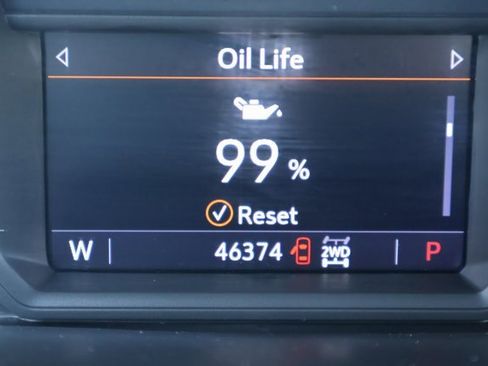 Oil Life
99 %
Reset
W 46374 2WD P